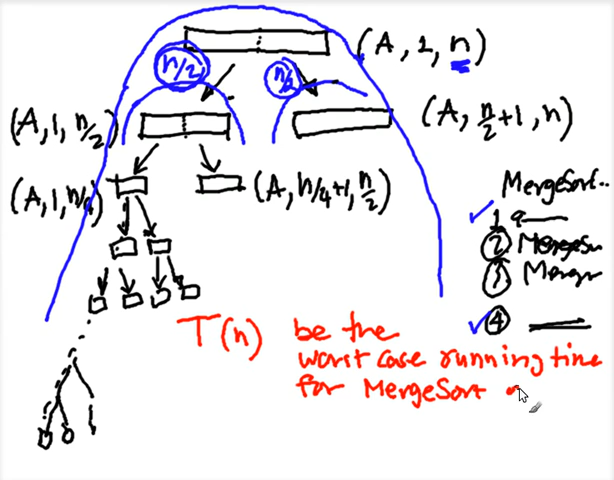 (A, 1, n)
n/2
n/2
(A, 1, n/2)
(A, n/2+1, n)
(A, 1, n/4)
(A, n/4+1, n/2)
MergeSort..
1
2 MergeSo
3 Merge
4
T(n) be the
worst case running time
for MergeSort